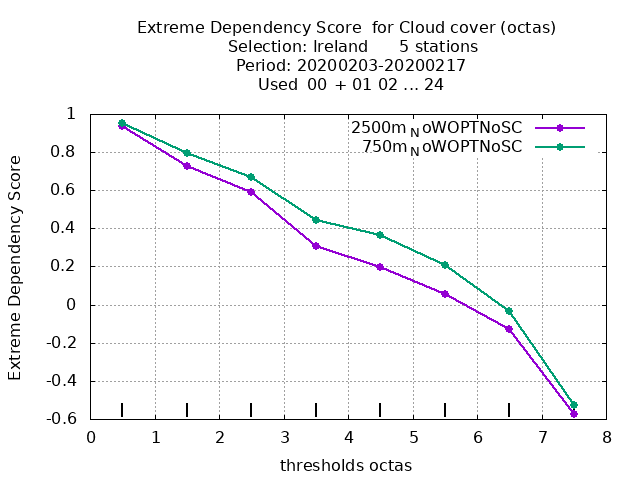 Extreme Dependency Score  for Cloud cover (octas)
Selection: Ireland      5 stations
Period: 20200203-20200217
Used  00  + 01 02 ... 24
2500m_NoWOPTNoSC
750m_NoWOPTNoSC
Extreme Dependency Score
1
0.8
0.6
0.4
0.2
0
-0.2
-0.4
-0.6
0 1 2 3 4 5 6 7 8
thresholds octas